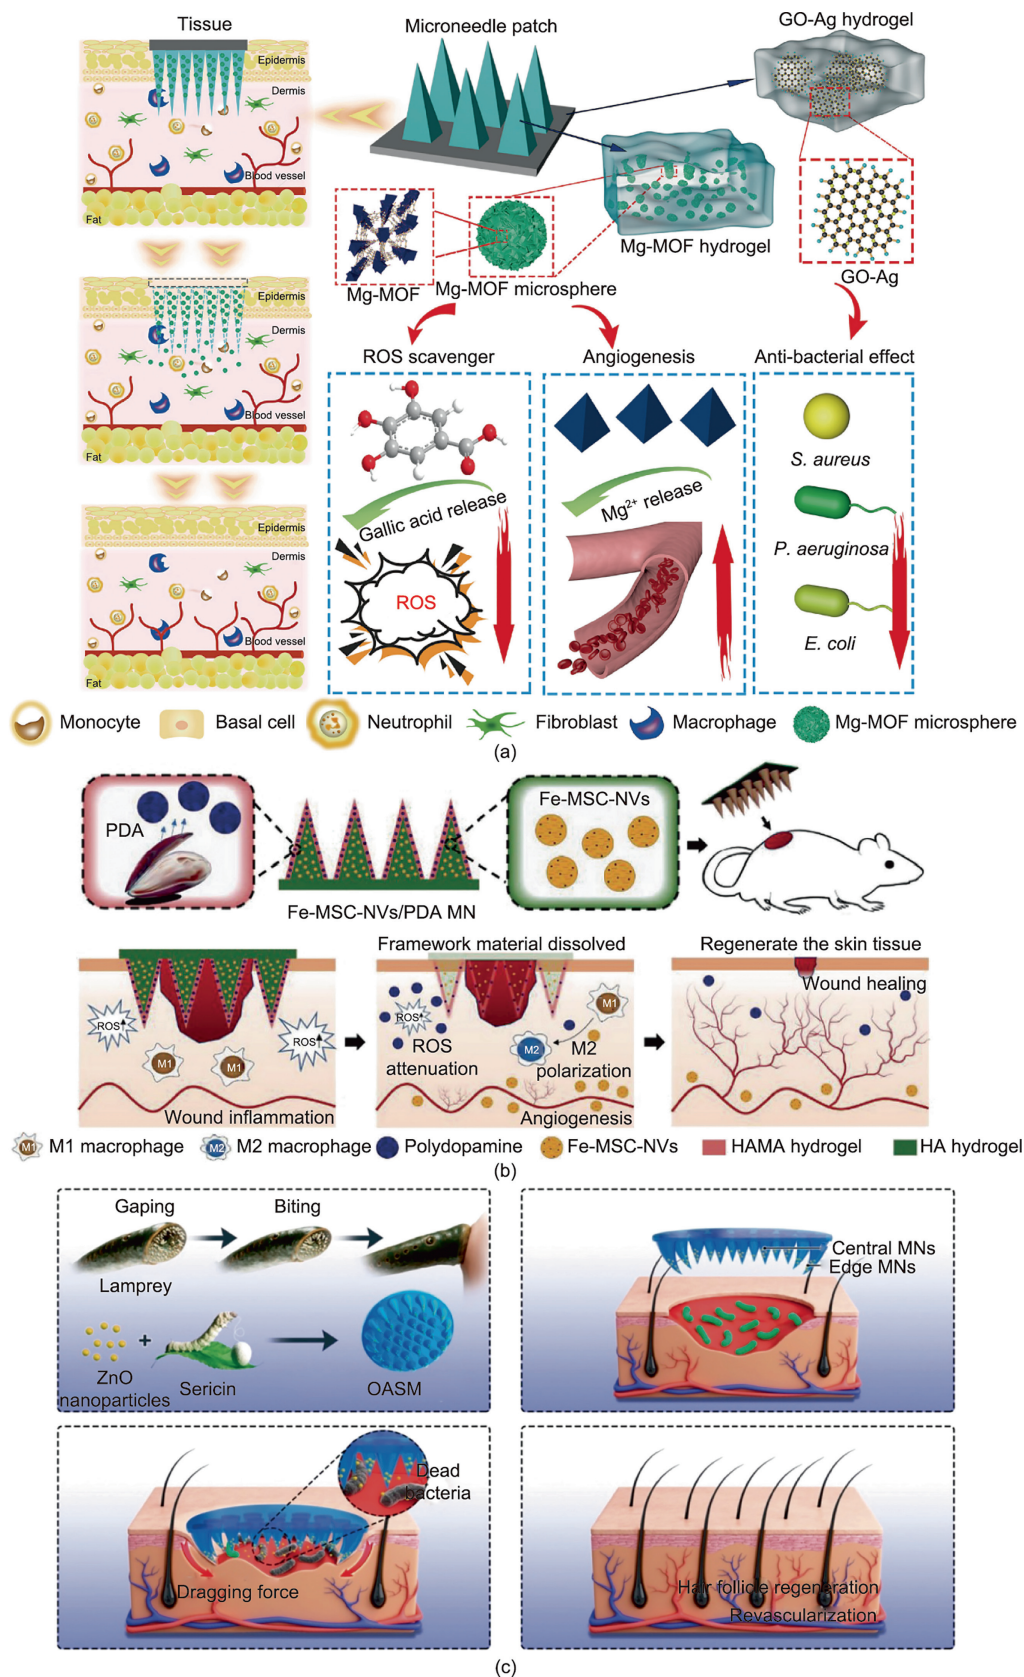 Tissue
Microneedle patch
GO-Ag hydrogel
Epidermis
Dermis
Blood vessel
Fat
Mg-MOF hydrogel
Mg-MOF
Mg-MOF microsphere
GO-Ag
Epidermis
Dermis
Blood vessel
Fat
ROS scavenger
Angiogenesis
Anti-bacterial effect
S. aureus
Gallic acid release
Mg²⁺ release
P. aeruginosa
ROS
E. coli
Epidermis
Dermis
Blood vessel
Fat
Monocyte
Basal cell
Neutrophil
Fibroblast
Macrophage
Mg-MOF microsphere
(a)
PDA
Fe-MSC-NVs
Fe-MSC-NVs/PDA MN
Framework material dissolved
Regenerate the skin tissue
ROS↑
ROS↑
M1
M1
Wound inflammation
ROS↑
ROS
attenuation
M1
M2
M2
polarization
Angiogenesis
Wound healing
M1
M1 macrophage
M2
M2 macrophage
Polydopamine
Fe-MSC-NVs
HAMA hydrogel
HA hydrogel
(b)
Gaping
Biting
Lamprey
ZnO
nanoparticles
+
Sericin
OASM
Central MNs
Edge MNs
Dead
bacteria
Dragging force
Hair follicle regeneration
Revascularization
(c)